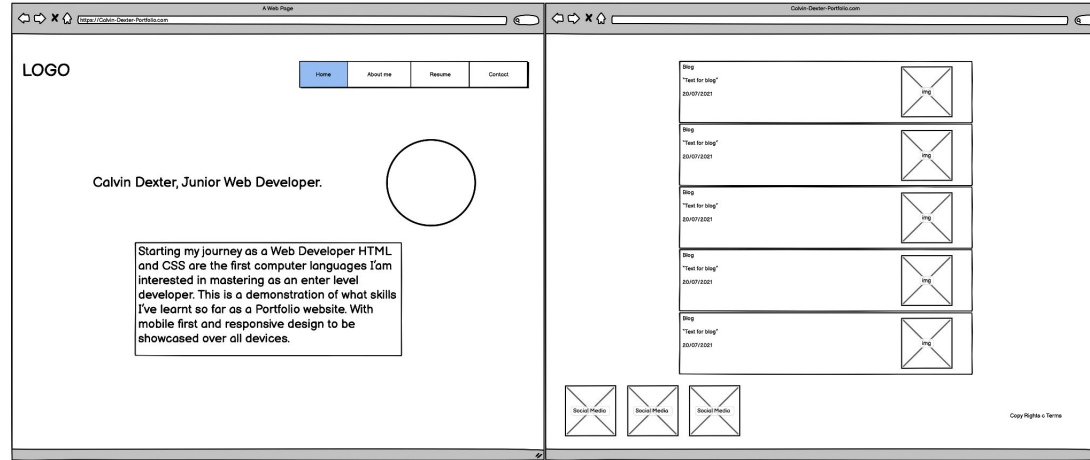 A Web Page
https://Calvin-Dexter-Portfolio.com
LOGO
Home
About me
Resume
Contact
Calvin Dexter, Junior Web Developer.
Starting my journey as a Web Developer HTML
and CSS are the first computer languages I'am
interested in mastering as an enter level
developer. This is a demonstration of what skills
I've learnt so far as a Portfolio website. With
mobile first and responsive design to be
showcased over all devices.
Calvin-Dexter-Portfolio.com
Blog
"Text for blog"
20/07/2021
img
Blog
"Text for blog"
20/07/2021
img
Blog
"Text for blog"
20/07/2021
img
Blog
"Text for blog"
20/07/2021
img
Blog
"Text for blog"
20/07/2021
img
Social Media
Social Media
Social Media
Copy Rights c Terms